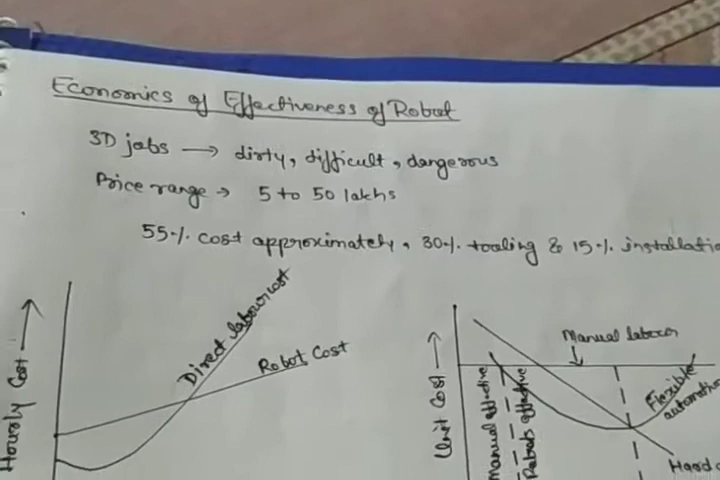 Economics of Effectiveness of Robot
3D jobs → dirty, difficult, dangerous
Price range → 5 to 50 lakhs
55% cost approximately, 30% tooling & 15% installatio
Hourly Cost →
Direct labour cost
Robot Cost
Unit Cost →
Manual labour
Manual effective
Robots effective
Flexible
automation
Hard